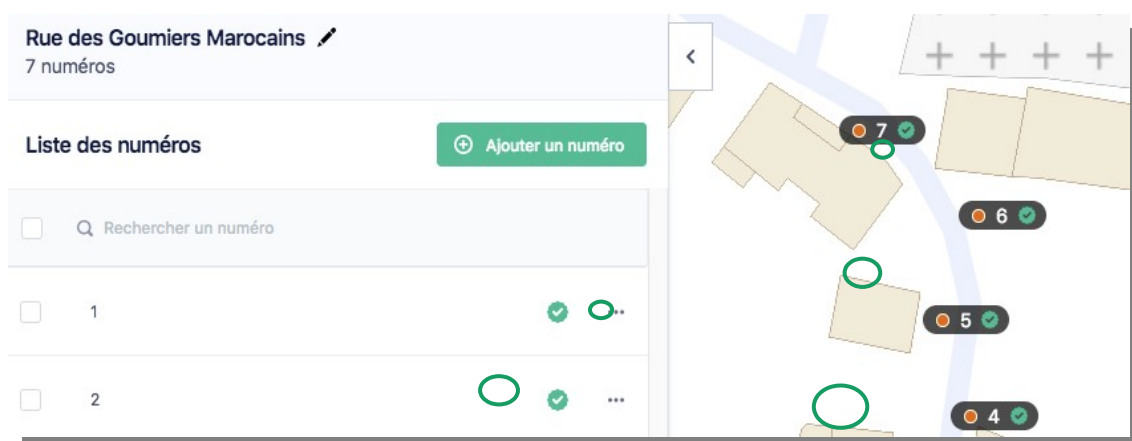 Rue des Goumiers Marocains
7 numéros
Liste des numéros
Ajouter un numéro
Rechercher un numéro
1
2
7
6
5
4